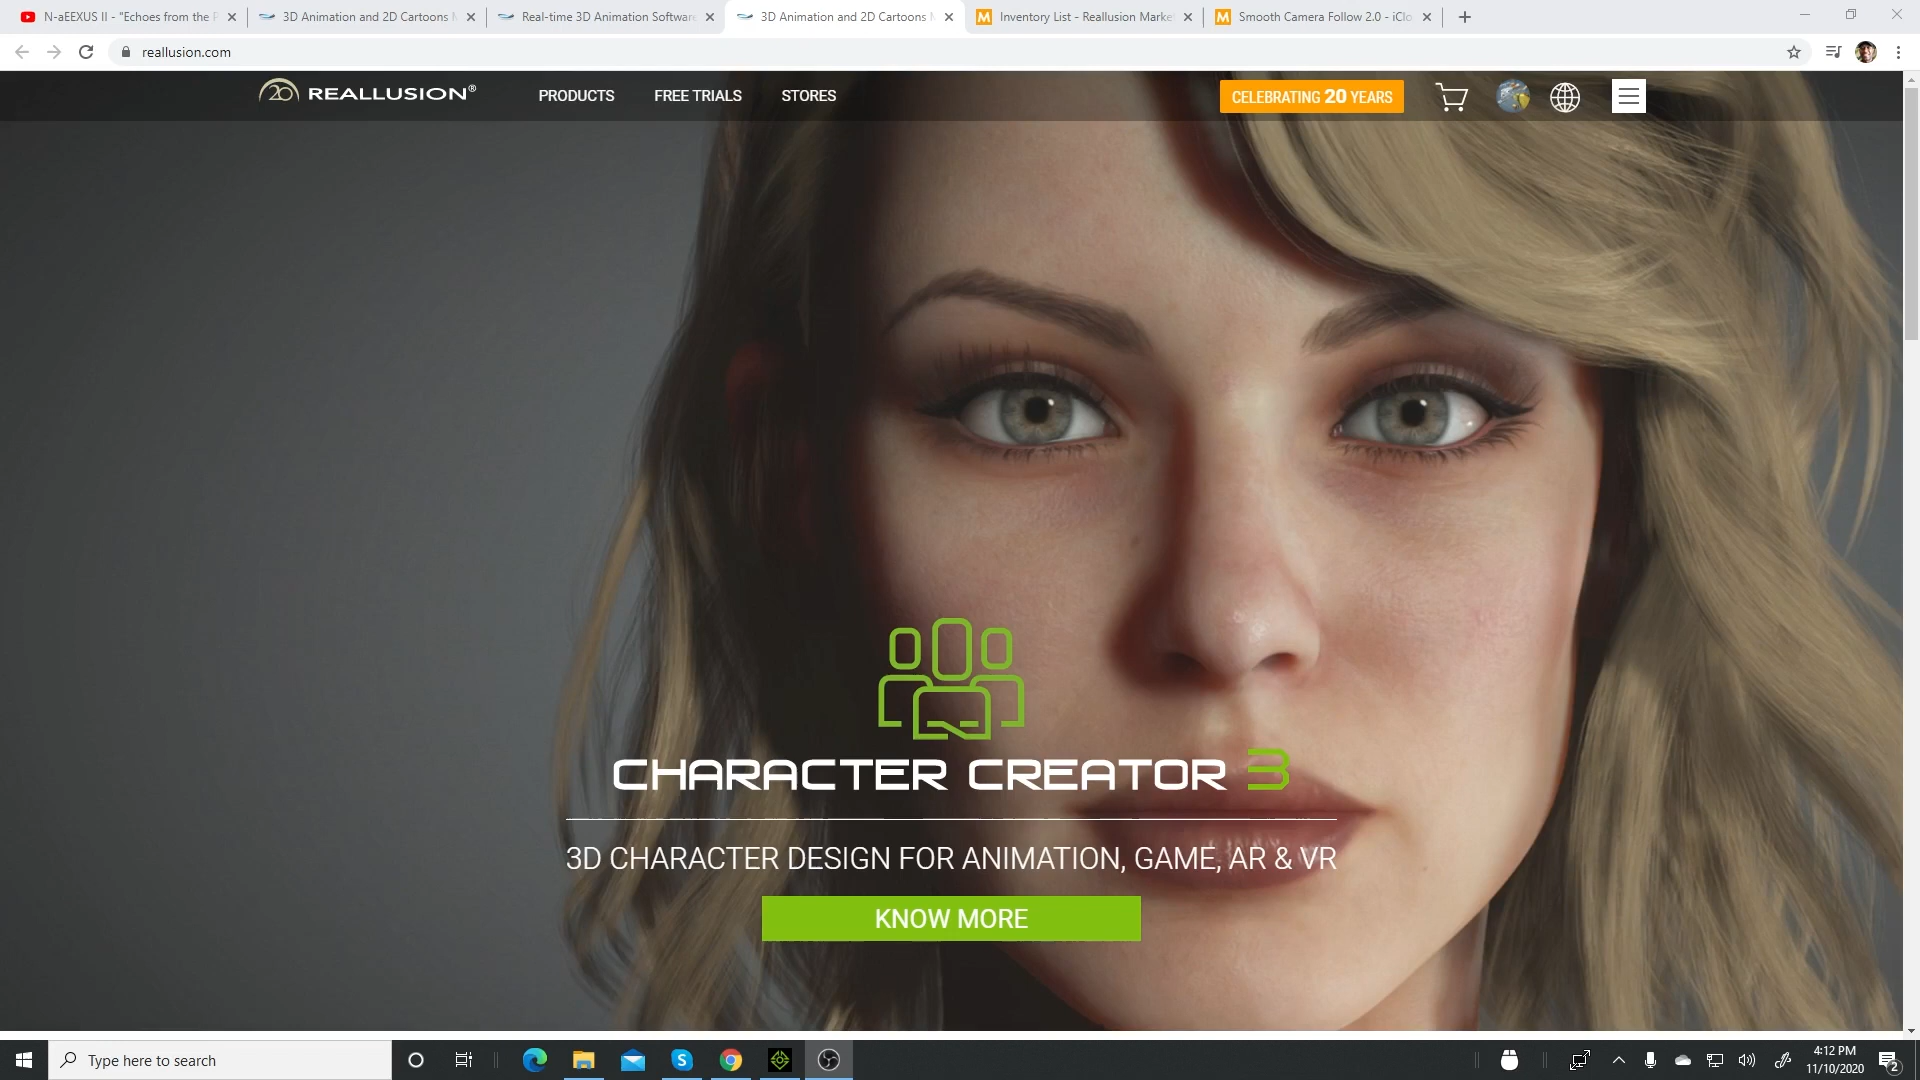 N-aEEXUS II - "Echoes from the P
3D Animation and 2D Cartoons M
Real-time 3D Animation Software
3D Animation and 2D Cartoons M
Inventory List - Reallusion Marke
Smooth Camera Follow 2.0 - iClo
reallusion.com
20 REALLUSION®
PRODUCTS
FREE TRIALS
STORES
CELEBRATING 20 YEARS
CHARACTER CREATOR 3
3D CHARACTER DESIGN FOR ANIMATION, GAME, AR & VR
KNOW MORE
Type here to search
4:12 PM
11/10/2020
2